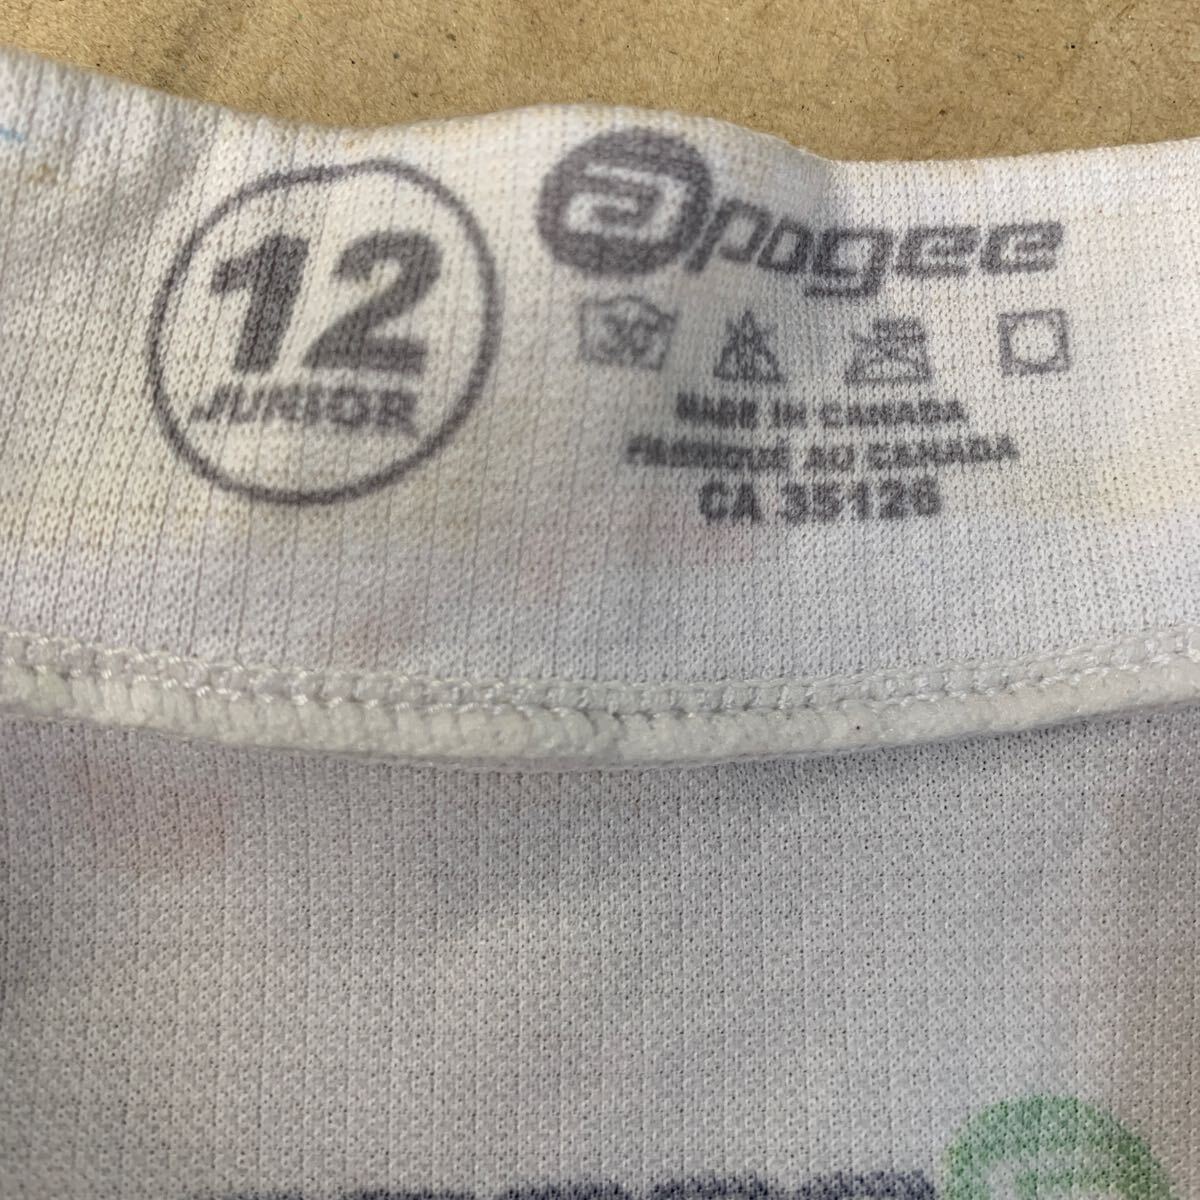 12
JUNIOR
apogee
30
MADE IN CANADA
FABRIQUÉ AU CANADA
CA 35126